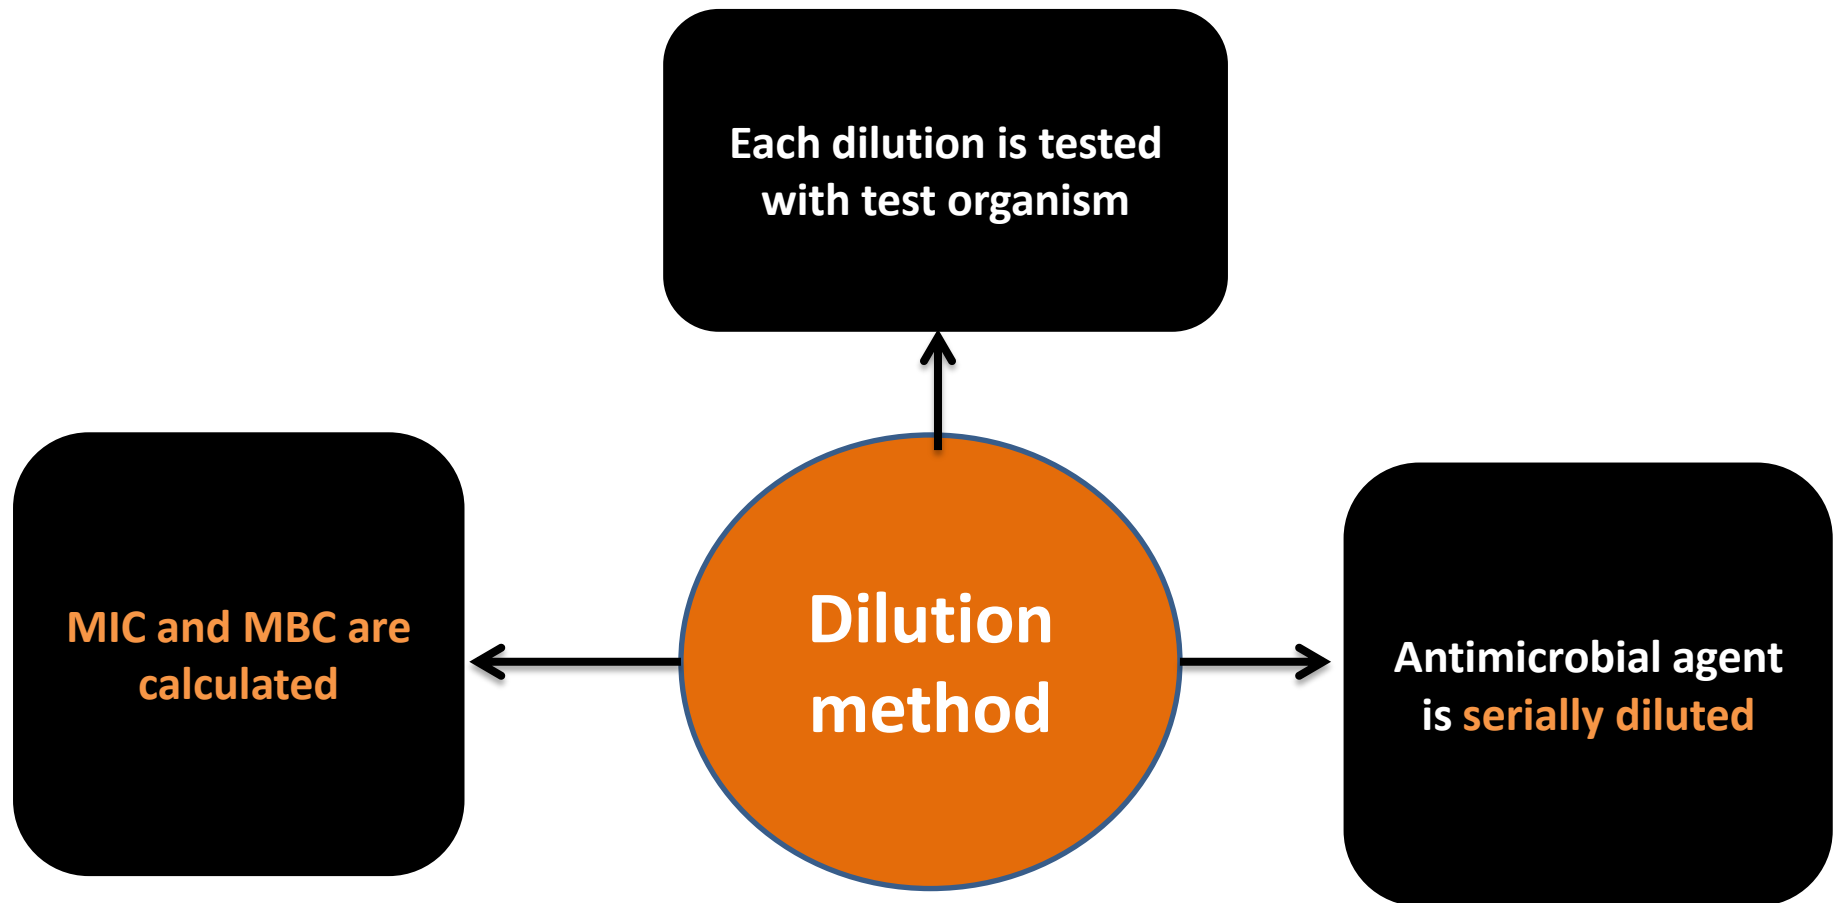 Each dilution is tested
with test organism
MIC and MBC are
calculated
Dilution
method
Antimicrobial agent
is serially diluted